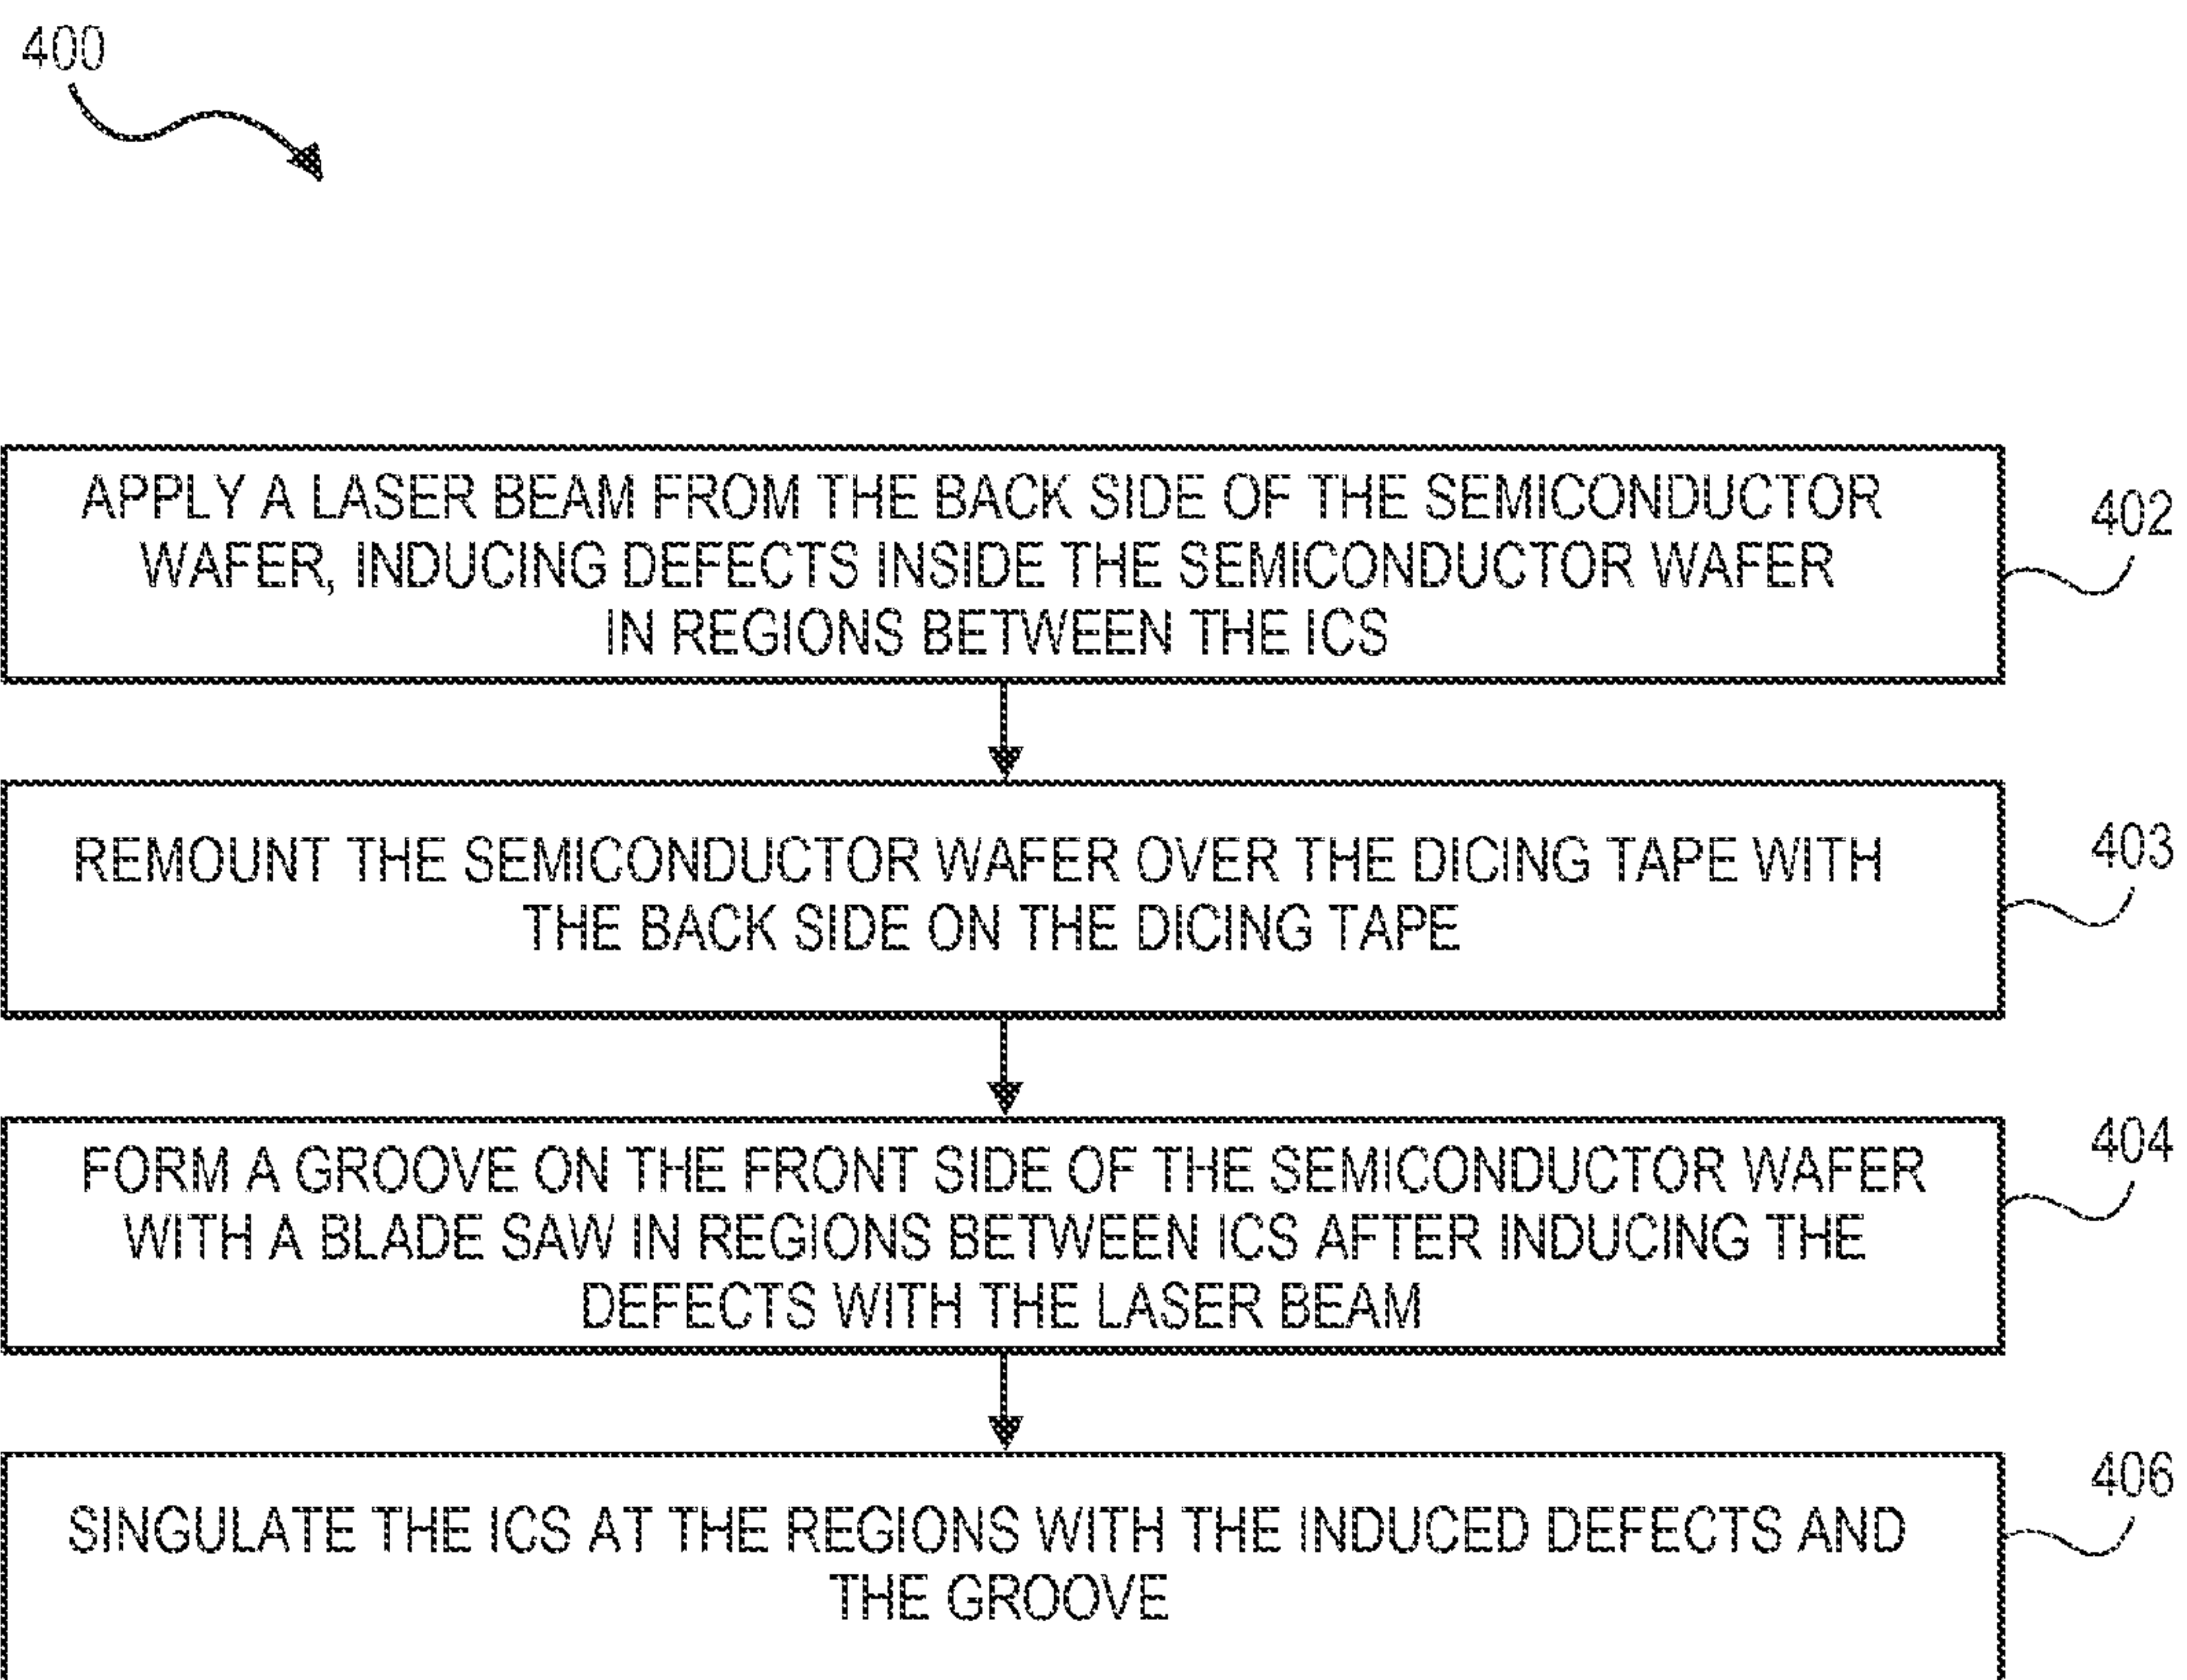 400
APPLY A LASER BEAM FROM THE BACK SIDE OF THE SEMICONDUCTOR
WAFER, INDUCING DEFECTS INSIDE THE SEMICONDUCTOR WAFER
IN REGIONS BETWEEN THE ICS
402
REMOUNT THE SEMICONDUCTOR WAFER OVER THE DICING TAPE WITH
THE BACK SIDE ON THE DICING TAPE
403
FORM A GROOVE ON THE FRONT SIDE OF THE SEMICONDUCTOR WAFER
WITH A BLADE SAW IN REGIONS BETWEEN ICS AFTER INDUCING THE
DEFECTS WITH THE LASER BEAM
404
SINGULATE THE ICS AT THE REGIONS WITH THE INDUCED DEFECTS AND
THE GROOVE
406